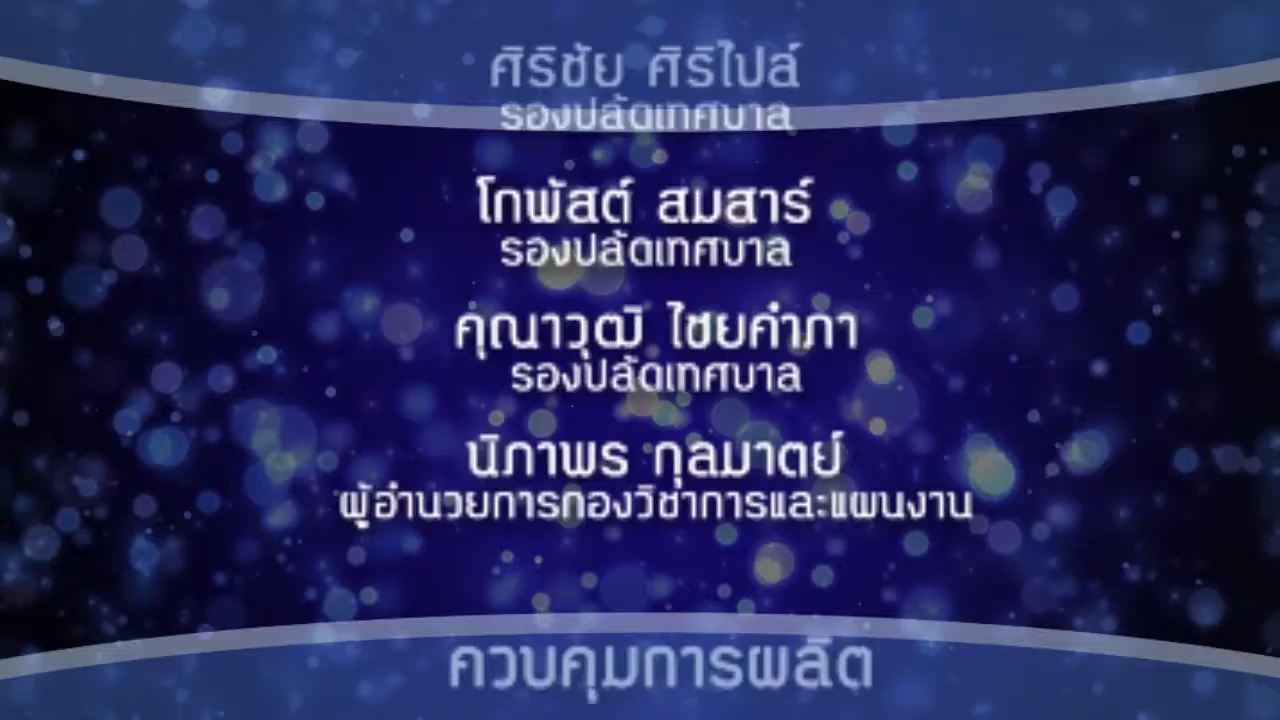 ศิริชัย ศิริไปล์
รองปลัดเทศบาล
โกพัสต์ สมสาร์
รองปลัดเทศบาล
คุณาวุฒิ ไชยคำภา
รองปลัดเทศบาล
นิภาพร กุลมาตย์
ผู้อำนวยการกองวิชาการและแผนงาน
ควบคุมการผลิต